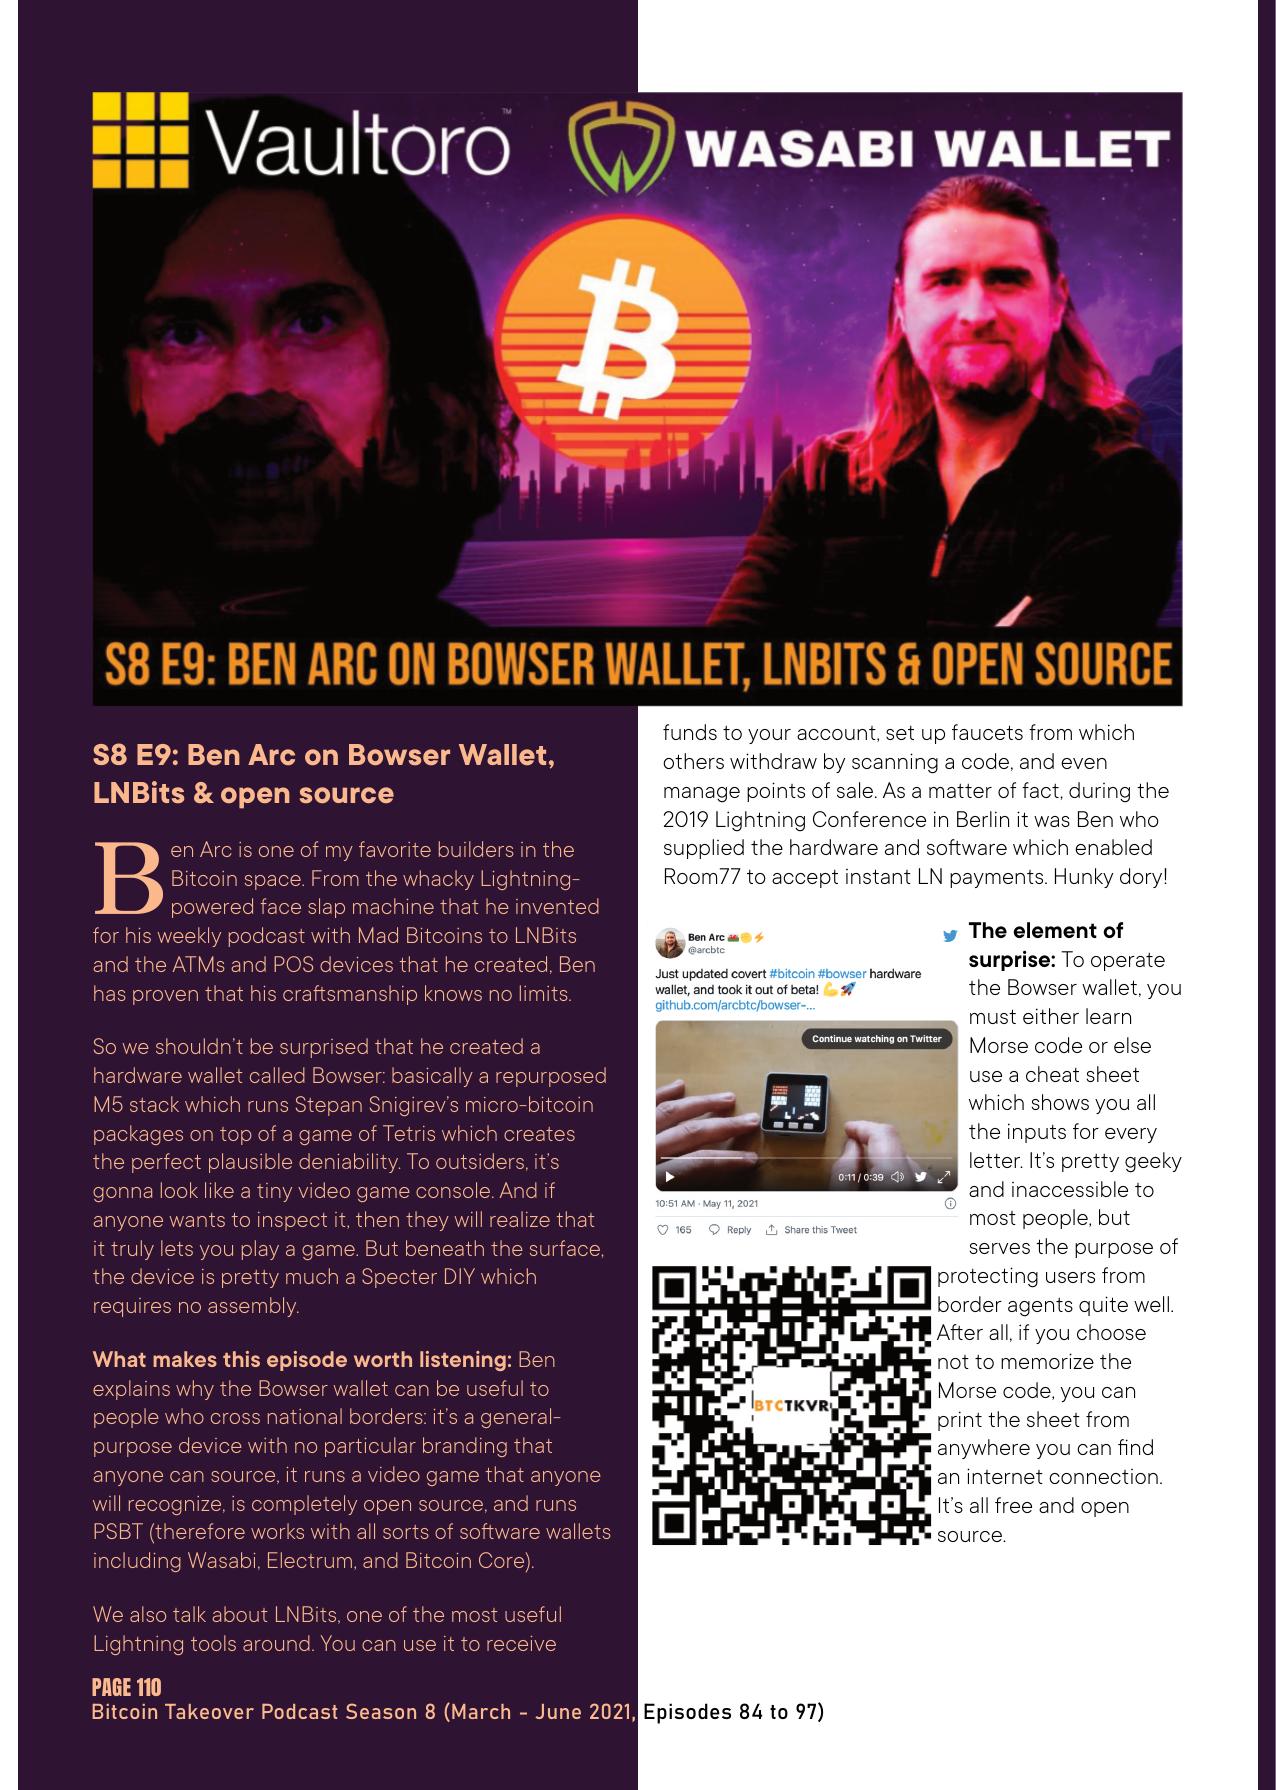 Vaultoro™
WASABI WALLET
S8 E9: BEN ARC ON BOWSER WALLET, LNBITS & OPEN SOURCE
S8 E9: Ben Arc on Bowser Wallet,
LNBits & open source
Ben Arc is one of my favorite builders in the
Bitcoin space. From the whacky Lightning-
powered face slap machine that he invented
for his weekly podcast with Mad Bitcoins to LNBits
and the ATMs and POS devices that he created, Ben
has proven that his craftsmanship knows no limits.
So we shouldn't be surprised that he created a
hardware wallet called Bowser: basically a repurposed
M5 stack which runs Stepan Snigirev's micro-bitcoin
packages on top of a game of Tetris which creates
the perfect plausible deniability. To outsiders, it's
gonna look like a tiny video game console. And if
anyone wants to inspect it, then they will realize that
it truly lets you play a game. But beneath the surface,
the device is pretty much a Specter DIY which
requires no assembly.
What makes this episode worth listening: Ben
explains why the Bowser wallet can be useful to
people who cross national borders: it's a general-
purpose device with no particular branding that
anyone can source, it runs a video game that anyone
will recognize, is completely open source, and runs
PSBT (therefore works with all sorts of software wallets
including Wasabi, Electrum, and Bitcoin Core).
We also talk about LNBits, one of the most useful
Lightning tools around. You can use it to receive
funds to your account, set up faucets from which
others withdraw by scanning a code, and even
manage points of sale. As a matter of fact, during the
2019 Lightning Conference in Berlin it was Ben who
supplied the hardware and software which enabled
Room77 to accept instant LN payments. Hunky dory!
Ben Arc 🏴󠁧󠁢󠁷󠁬󠁳󠁿✊⚡
@arcbtc
Just updated covert #bitcoin #bowser hardware
wallet, and took it out of beta! 💪🚀
github.com/arcbtc/bowser-...
Continue watching on Twitter
0:11 / 0:39
10:51 AM · May 11, 2021
165 Reply Share this Tweet
The element of
surprise: To operate
the Bowser wallet, you
must either learn
Morse code or else
use a cheat sheet
which shows you all
the inputs for every
letter. It's pretty geeky
and inaccessible to
most people, but
serves the purpose of
protecting users from
border agents quite well.
After all, if you choose
not to memorize the
Morse code, you can
print the sheet from
anywhere you can find
an internet connection.
It's all free and open
source.
BTCTKVR
PAGE 110
Bitcoin Takeover Podcast Season 8 (March - June 2021, Episodes 84 to 97)